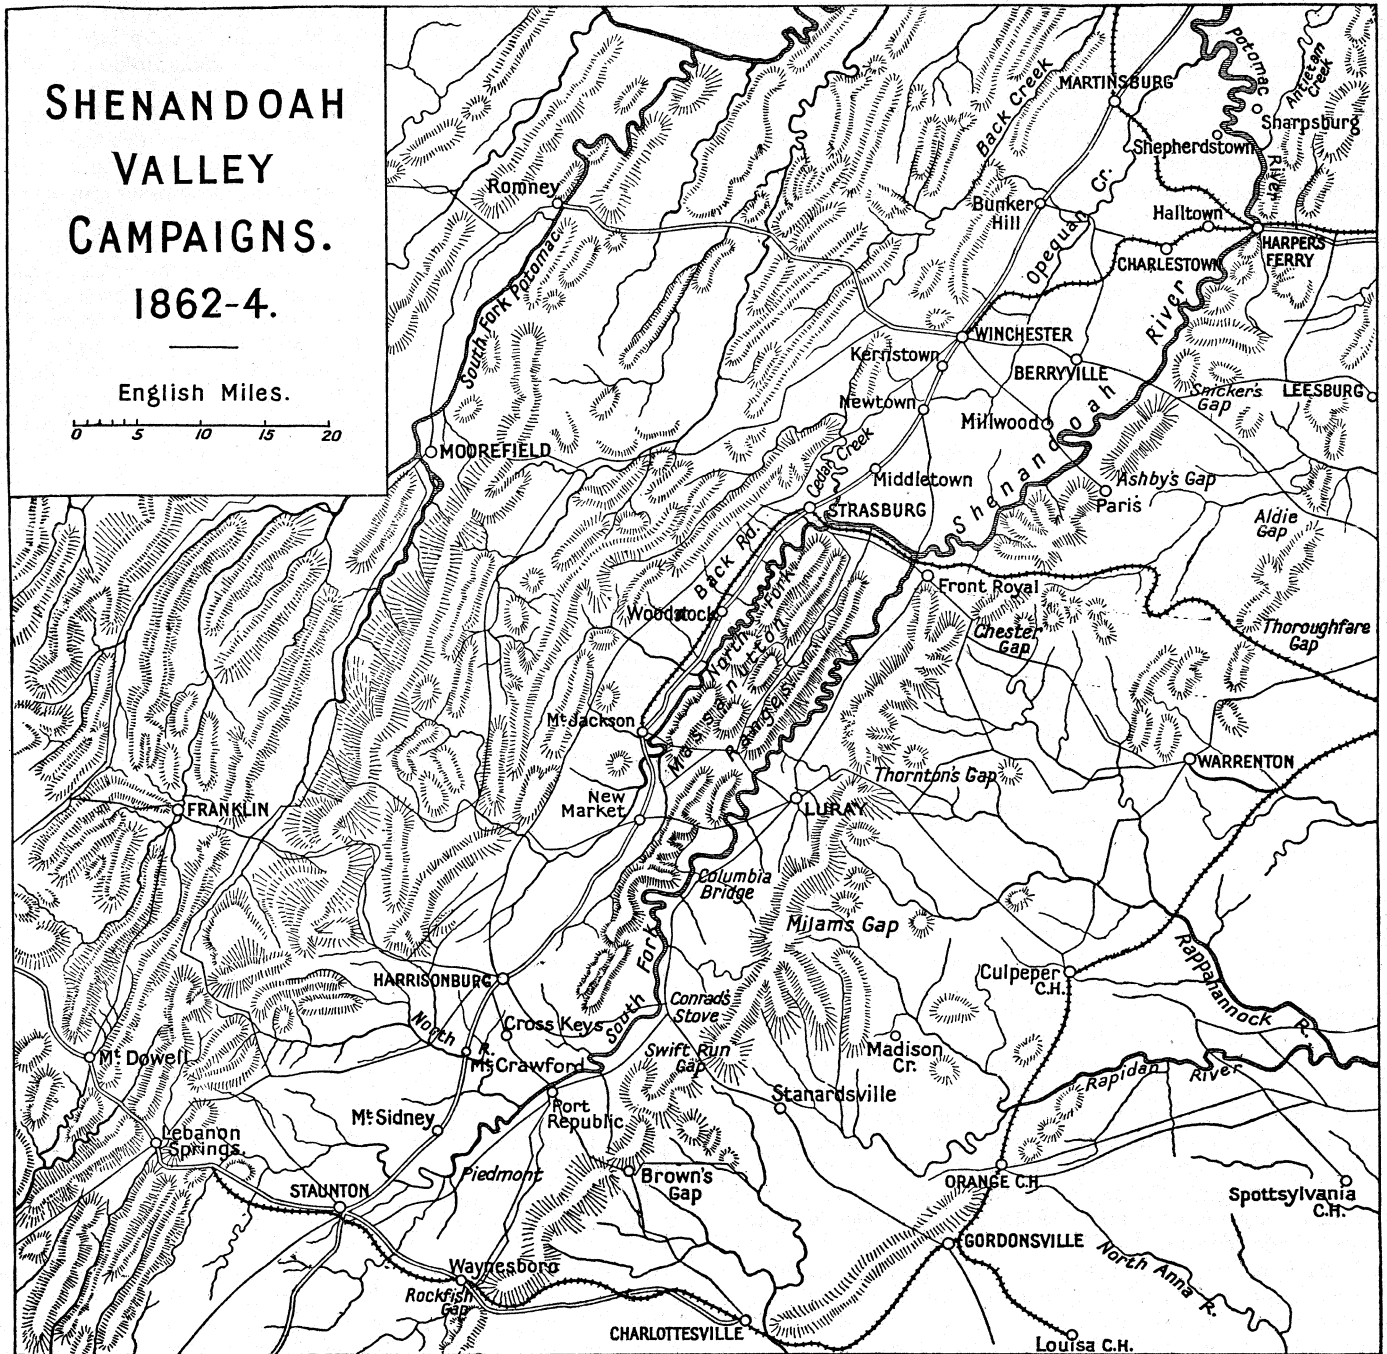 SHENANDOAH
VALLEY
CAMPAIGNS.
1862-4.
English Miles.
0 5 10 15 20
Potomac
River
Antietam
Creek
Back Creek
MARTINSBURG
Sharpsburg
Shepherdstown
Romney
Bunker
Hill
Opequan Cr.
Halltown
HARPER'S
FERRY
CHARLESTOWN
South Fork Potomac
WINCHESTER
Kernstown
BERRYVILLE
Shenandoah River
Snicker's
Gap
LEESBURG
Newtown
Millwood
MOOREFIELD
Cedar Creek
Middletown
Ashby's Gap
Paris
STRASBURG
Aldie
Gap
Back Rd.
Front Royal
Woodstock
North Fork
Massanutton
Ranges
Chester
Gap
Thoroughfare
Gap
Mt. Jackson
WARRENTON
Thornton's Gap
New
Market
LURAY
FRANKLIN
Columbia
Bridge
Milams Gap
South Fork
HARRISONBURG
Culpeper
C.H.
Rappahannock R.
Conrad's
Stove
North R.
Cross Keys
Mt. Crawford
Swift Run
Gap
Madison
Cr.
Mc. Dowell
Rapidan River
Stanardsville
Port
Republic
Mt. Sidney
Lebanon
Springs.
Piedmont
Brown's
Gap
ORANGE C.H.
Spottsylvania
C.H.
STAUNTON
GORDONSVILLE
North Anna R.
Waynesboro
Rockfish
Gap
CHARLOTTESVILLE
Louisa C.H.